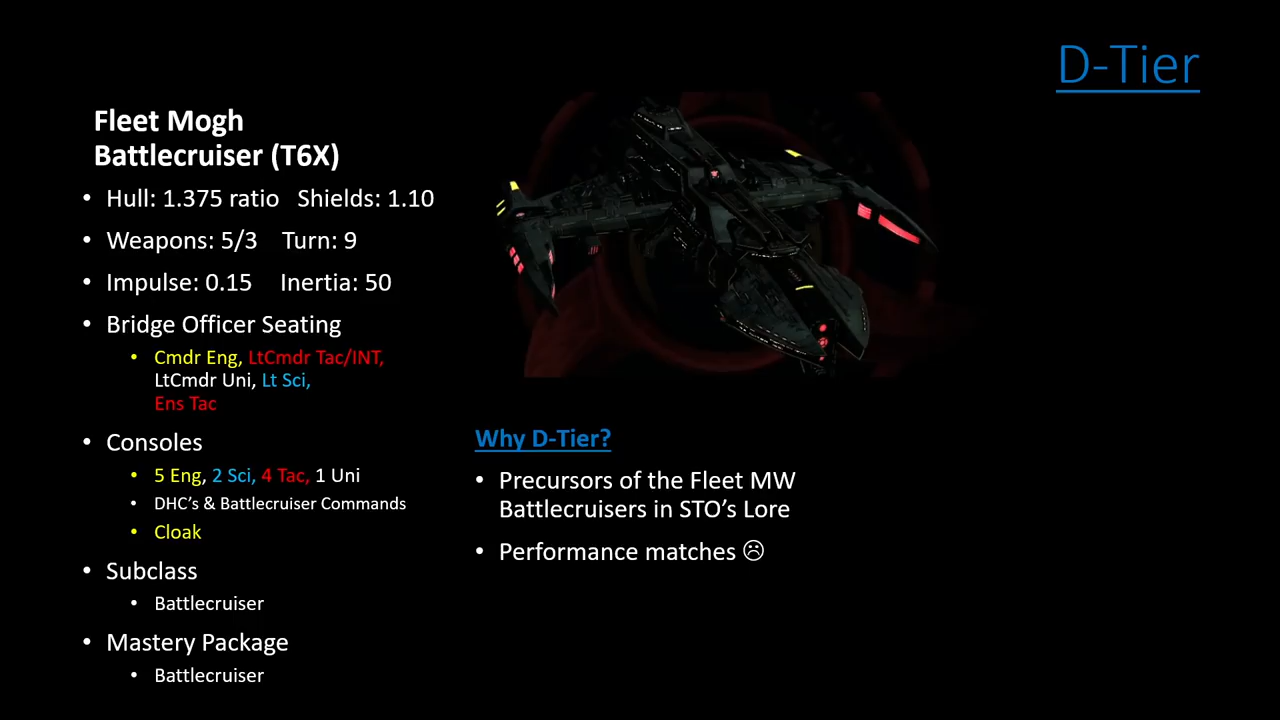 D-Tier
Fleet Mogh
Battlecruiser (T6X)
• Hull: 1.375 ratio Shields: 1.10
• Weapons: 5/3 Turn: 9
• Impulse: 0.15 Inertia: 50
• Bridge Officer Seating
• Cmdr Eng, LtCmdr Tac/INT,
LtCmdr Uni, Lt Sci,
Ens Tac
• Consoles
• 5 Eng, 2 Sci, 4 Tac, 1 Uni
• DHC's & Battlecruiser Commands
• Cloak
• Subclass
• Battlecruiser
• Mastery Package
• Battlecruiser
Why D-Tier?
• Precursors of the Fleet MW
Battlecruisers in STO's Lore
• Performance matches ☹